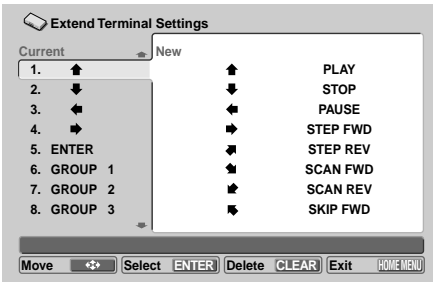 Extend Terminal Settings
Current New
1. ⬆ ⬆ PLAY
2. ⬇ ⬇ STOP
3. ⬅ ⬅ PAUSE
4. ➡ ➡ STEP FWD
5. ENTER ⬈ STEP REV
6. GROUP 1 ⬊ SCAN FWD
7. GROUP 2 ⬋ SCAN REV
8. GROUP 3 ⬉ SKIP FWD
Move Select ENTER Delete CLEAR Exit HOME MENU